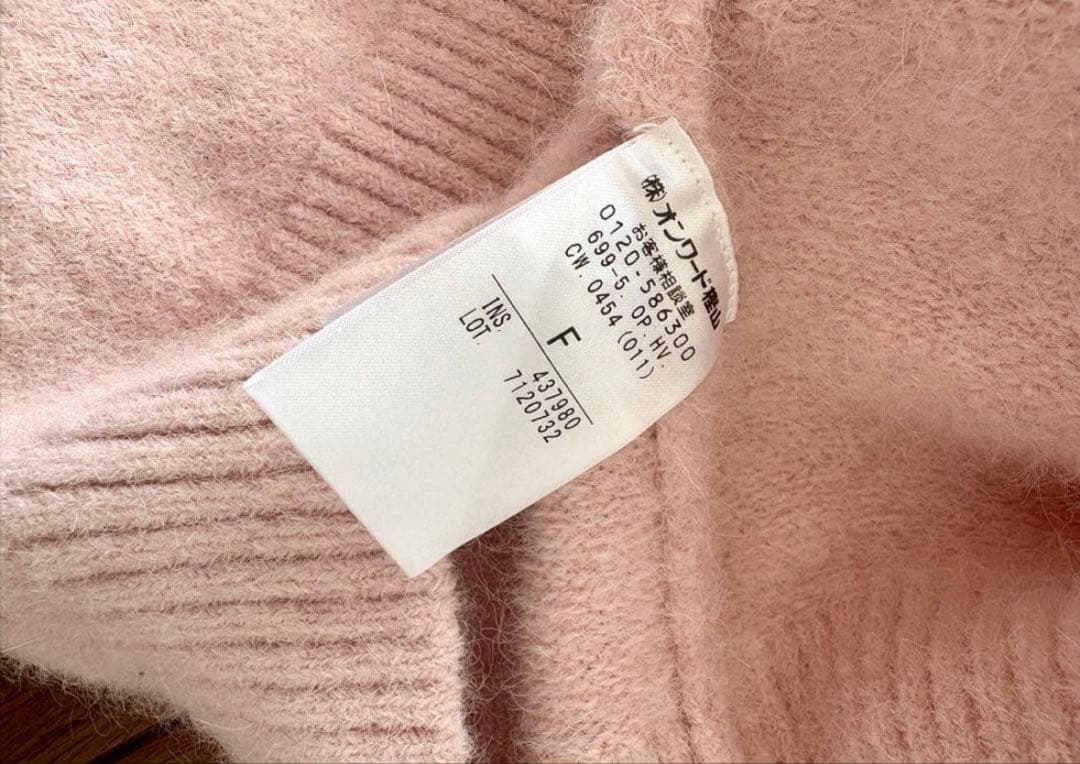 (株)オンワード樫山
お客様相談室
0120-586300
699-5. OP.HV.
CW.0454(011)
F
INS. 437980
LOT. 7120732